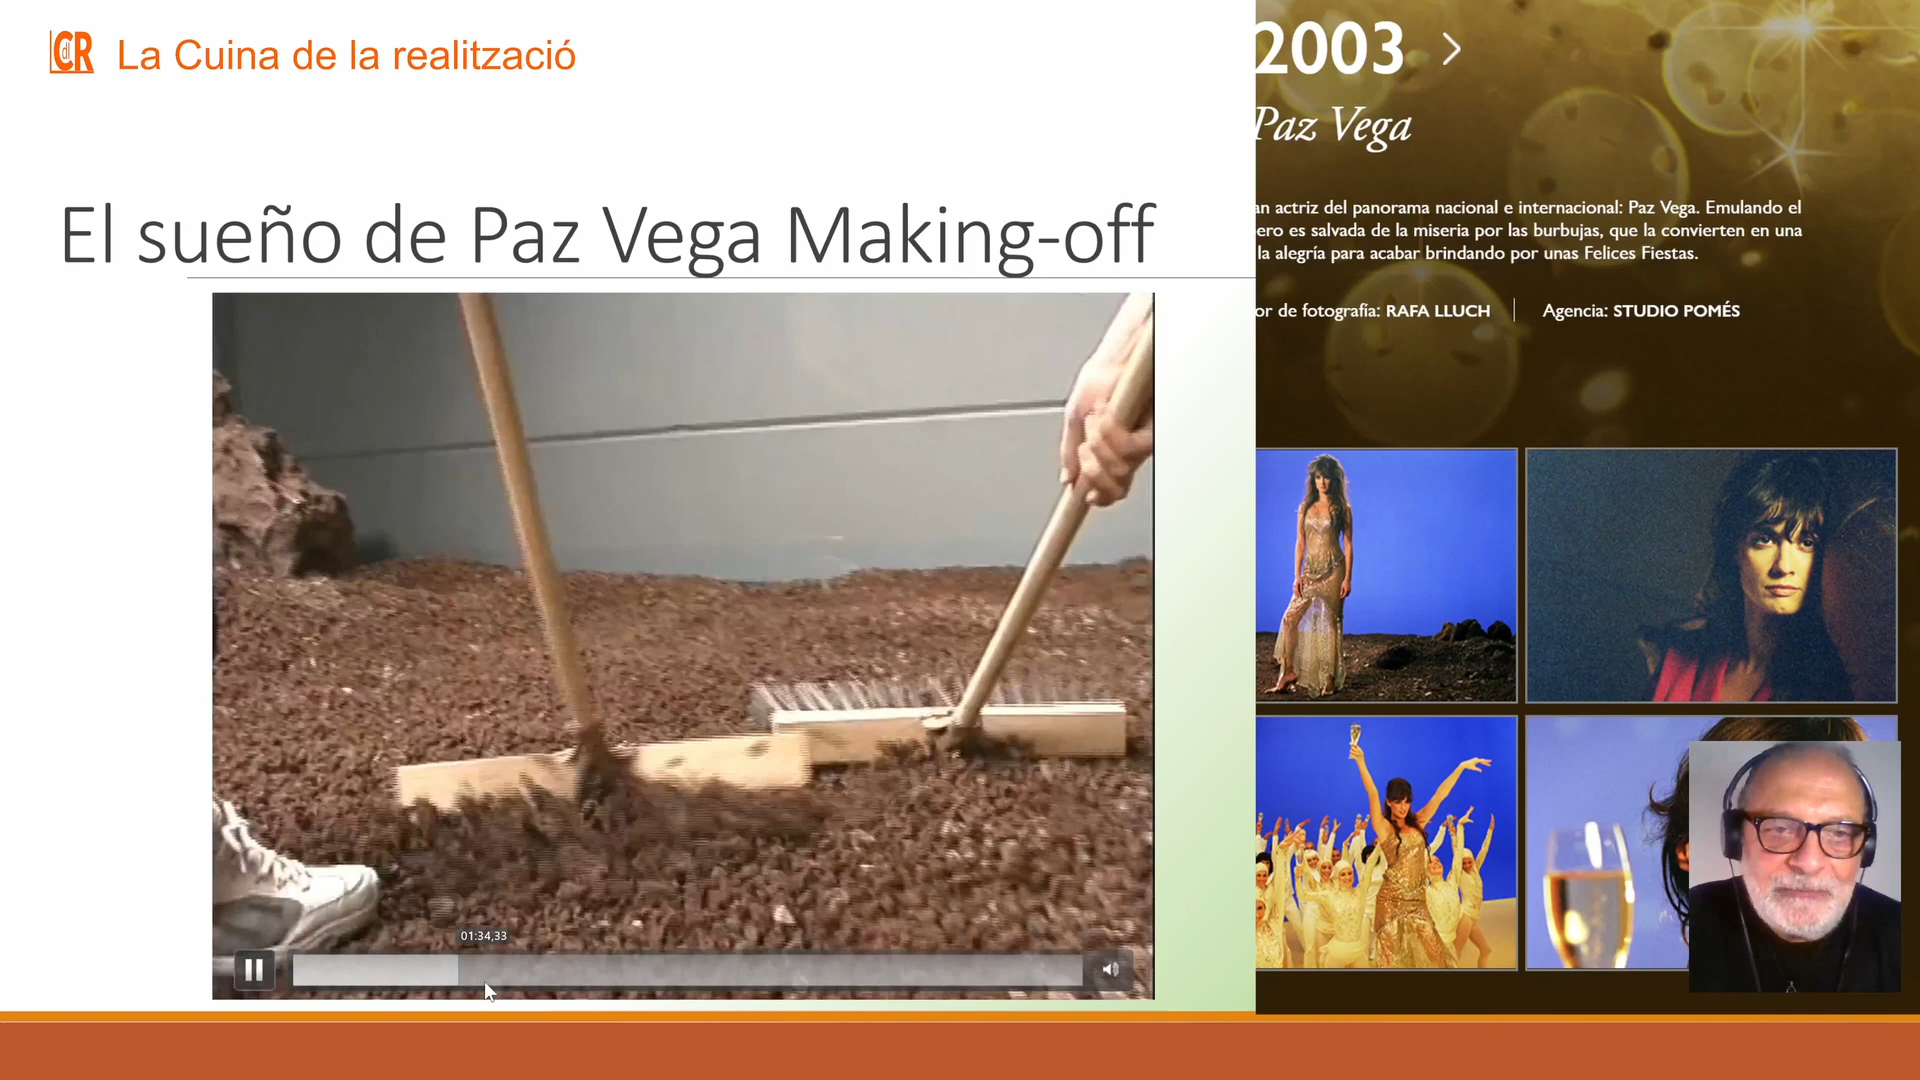 CdlR La Cuina de la realització
El sueño de Paz Vega Making-off
01:34,33
2003
Paz Vega
an actriz del panorama nacional e internacional: Paz Vega. Emulando el
ero es salvada de la miseria por las burbujas, que la convierten en una
la alegría para acabar brindando por unas Felices Fiestas.
or de fotografía: RAFA LLUCH | Agencia: STUDIO POMÉS